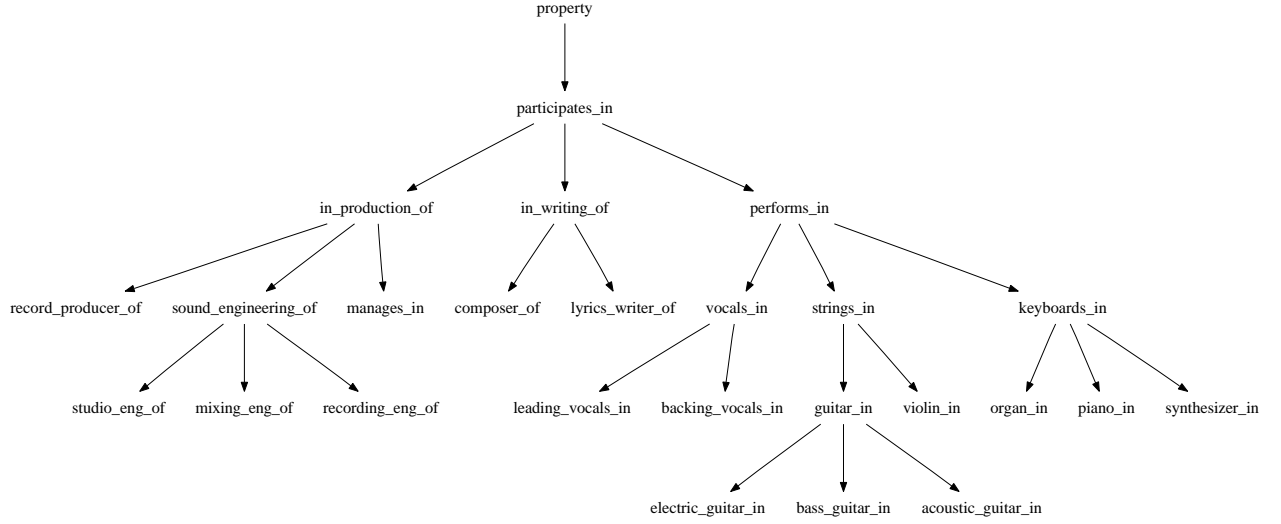 property
participates_in
in_production_of in_writing_of performs_in
record_producer_of sound_engineering_of manages_in composer_of lyrics_writer_of vocals_in strings_in keyboards_in
studio_eng_of mixing_eng_of recording_eng_of leading_vocals_in backing_vocals_in guitar_in violin_in organ_in piano_in synthesizer_in
electric_guitar_in bass_guitar_in acoustic_guitar_in